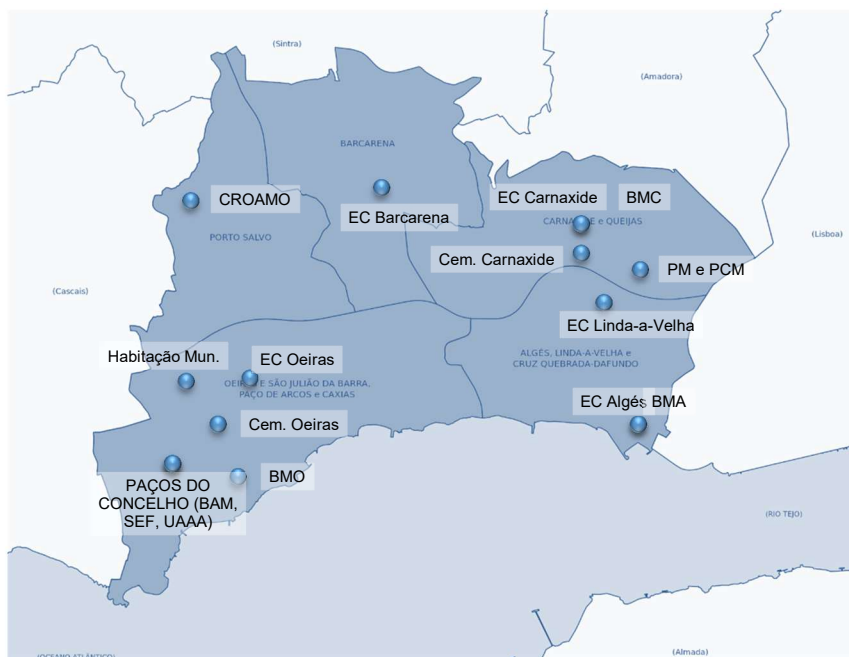 (Sintra)
(Amadora)
BARCARENA
CROAMO
EC Barcarena
EC Carnaxide
BMC
CARNAXIDE e QUEIJAS
PORTO SALVO
(Lisboa)
Cem. Carnaxide
PM e PCM
(Cascais)
EC Linda-a-Velha
Habitação Mun.
EC Oeiras
ALGÉS, LINDA-A-VELHA e
CRUZ QUEBRADA-DAFUNDO
OEIRAS E SÃO JULIÃO DA BARRA,
PAÇO DE ARCOS e CAXIAS
EC Algés BMA
Cem. Oeiras
BMO
PAÇOS DO
CONCELHO (BAM,
SEF, UAAA)
(RIO TEJO)
(Almada)
(OCEANO ATLÂNTICO)